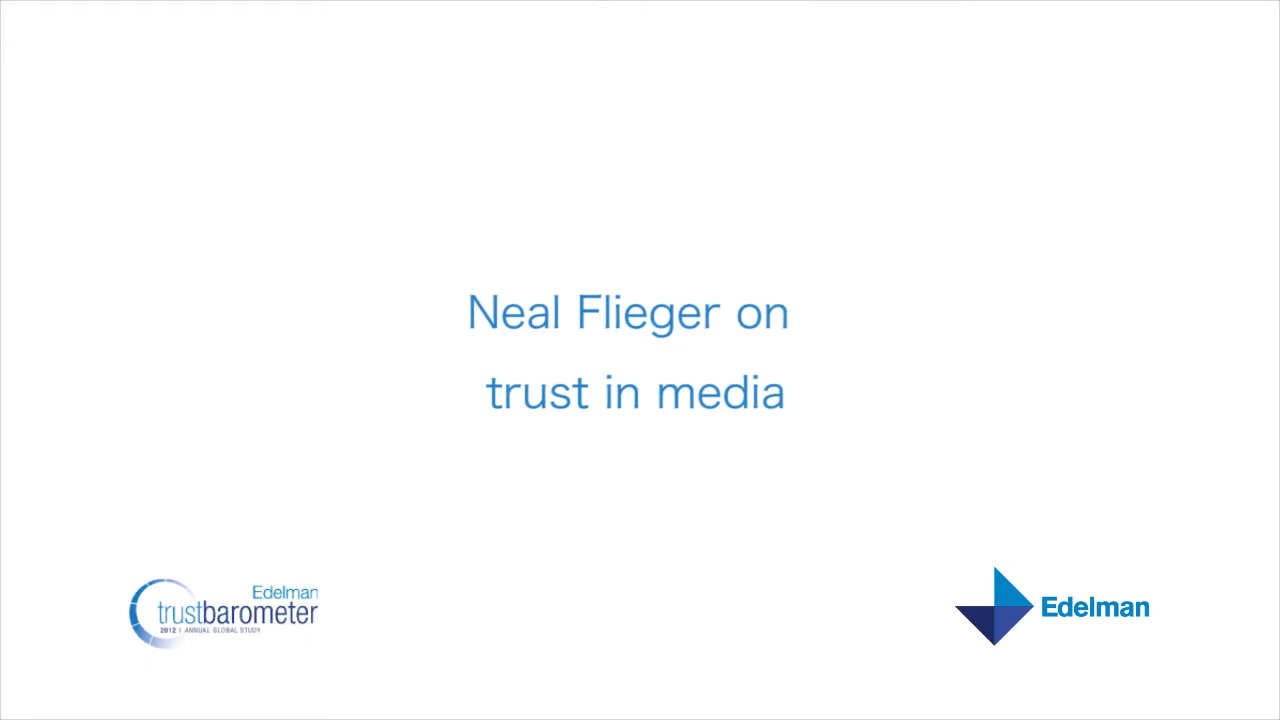 Neal Flieger on
trust in media
Edelman
trustbarometer
2012 | ANNUAL GLOBAL STUDY
Edelman